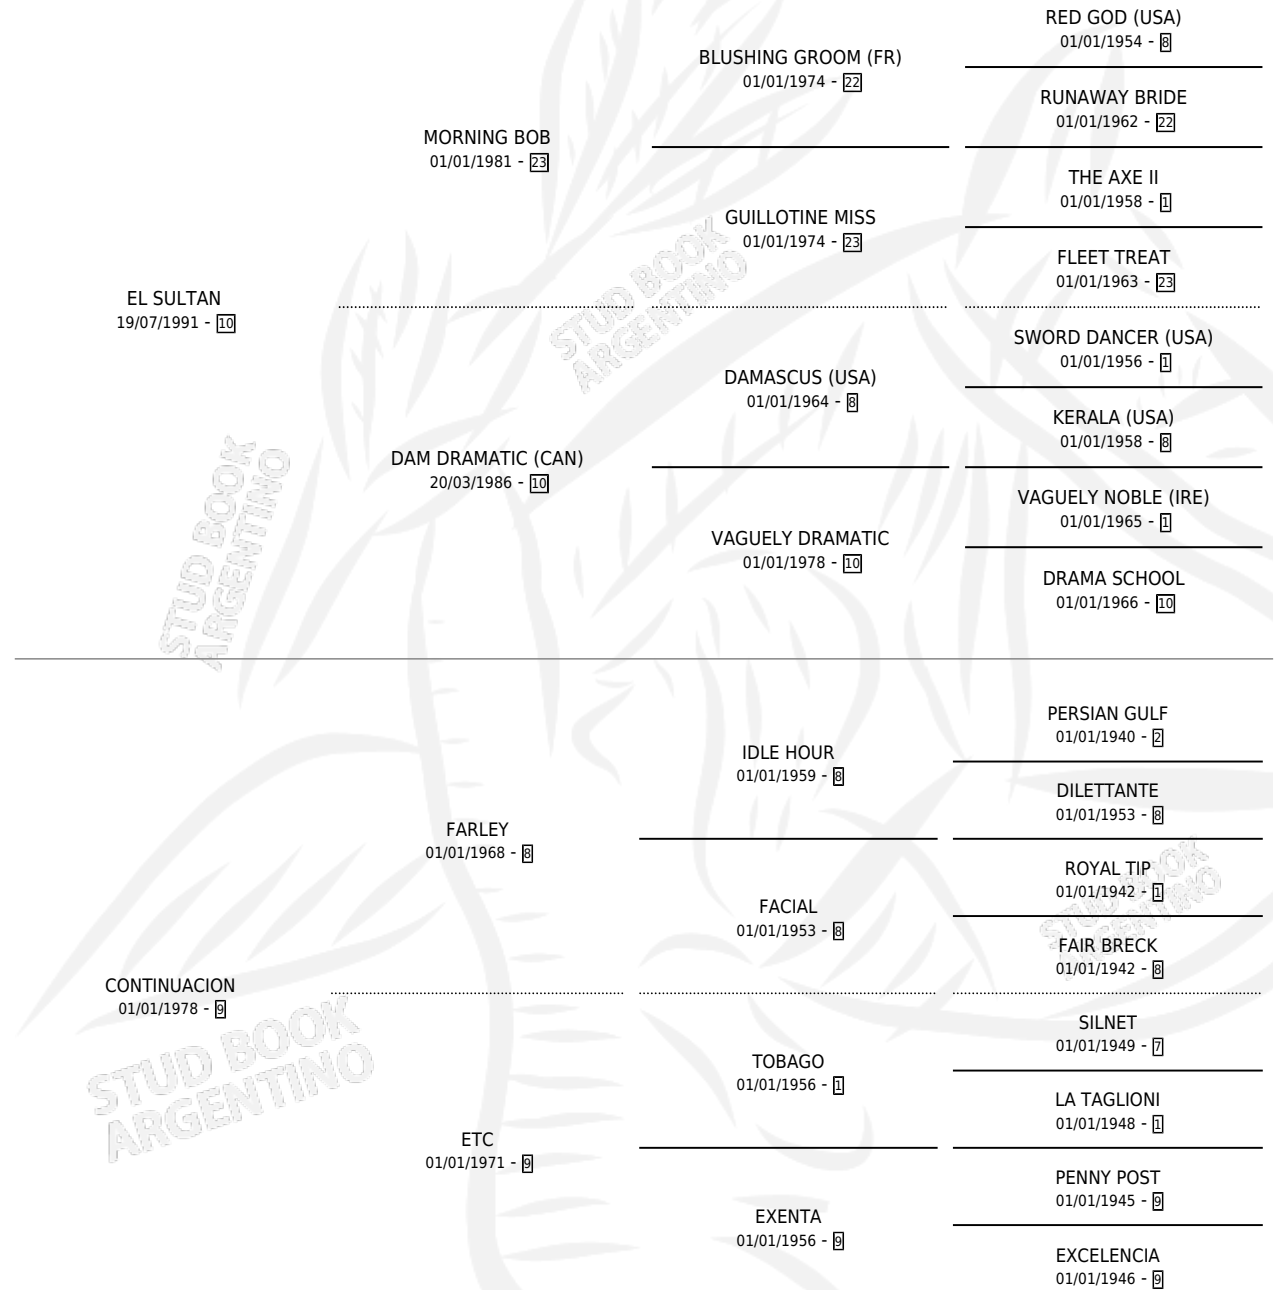 RED GOD (USA)
01/01/1954 - 8
BLUSHING GROOM (FR)
01/01/1974 - 22
RUNAWAY BRIDE
01/01/1962 - 22
MORNING BOB
01/01/1981 - 23
THE AXE II
01/01/1958 - 1
GUILLOTINE MISS
01/01/1974 - 23
FLEET TREAT
01/01/1963 - 23
EL SULTAN
19/07/1991 - 10
STUD BOOK
ARGENTINO
SWORD DANCER (USA)
01/01/1956 - 1
DAMASCUS (USA)
01/01/1964 - 8
KERALA (USA)
01/01/1958 - 8
DAM DRAMATIC (CAN)
20/03/1986 - 10
VAGUELY NOBLE (IRE)
01/01/1965 - 1
VAGUELY DRAMATIC
01/01/1978 - 10
DRAMA SCHOOL
01/01/1966 - 10
STUD BOOK
ARGENTINO
PERSIAN GULF
01/01/1940 - 2
IDLE HOUR
01/01/1959 - 8
DILETTANTE
01/01/1953 - 8
FARLEY
01/01/1968 - 8
ROYAL TIP
01/01/1942 - 1
FACIAL
01/01/1953 - 8
FAIR BRECK
01/01/1942 - 8
STUD BOOK
ARGENTINO
CONTINUACION
01/01/1978 - 9
SILNET
01/01/1949 - 7
TOBAGO
01/01/1956 - 1
LA TAGLIONI
01/01/1948 - 1
STUD BOOK
ARGENTINO
ETC
01/01/1971 - 9
PENNY POST
01/01/1945 - 9
EXENTA
01/01/1956 - 9
EXCELENCIA
01/01/1946 - 9